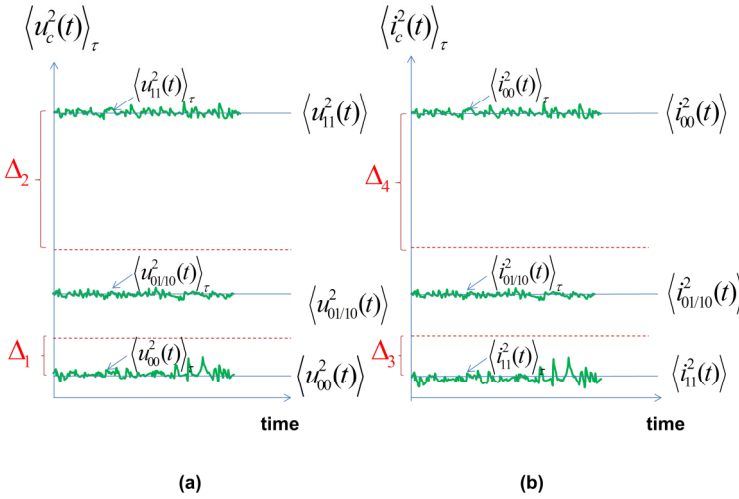 ⟨u_c^2(t)⟩_τ
⟨u_11^2(t)⟩_τ
⟨u_11^2(t)⟩
Δ_2
⟨u_01/10^2(t)⟩_τ
⟨u_01/10^2(t)⟩
Δ_1
⟨u_00^2(t)⟩_τ
⟨u_00^2(t)⟩
time
(a)
⟨i_c^2(t)⟩_τ
⟨i_00^2(t)⟩_τ
⟨i_00^2(t)⟩
Δ_4
⟨i_01/10^2(t)⟩_τ
⟨i_01/10^2(t)⟩
Δ_3
⟨i_11^2(t)⟩_τ
⟨i_11^2(t)⟩
time
(b)